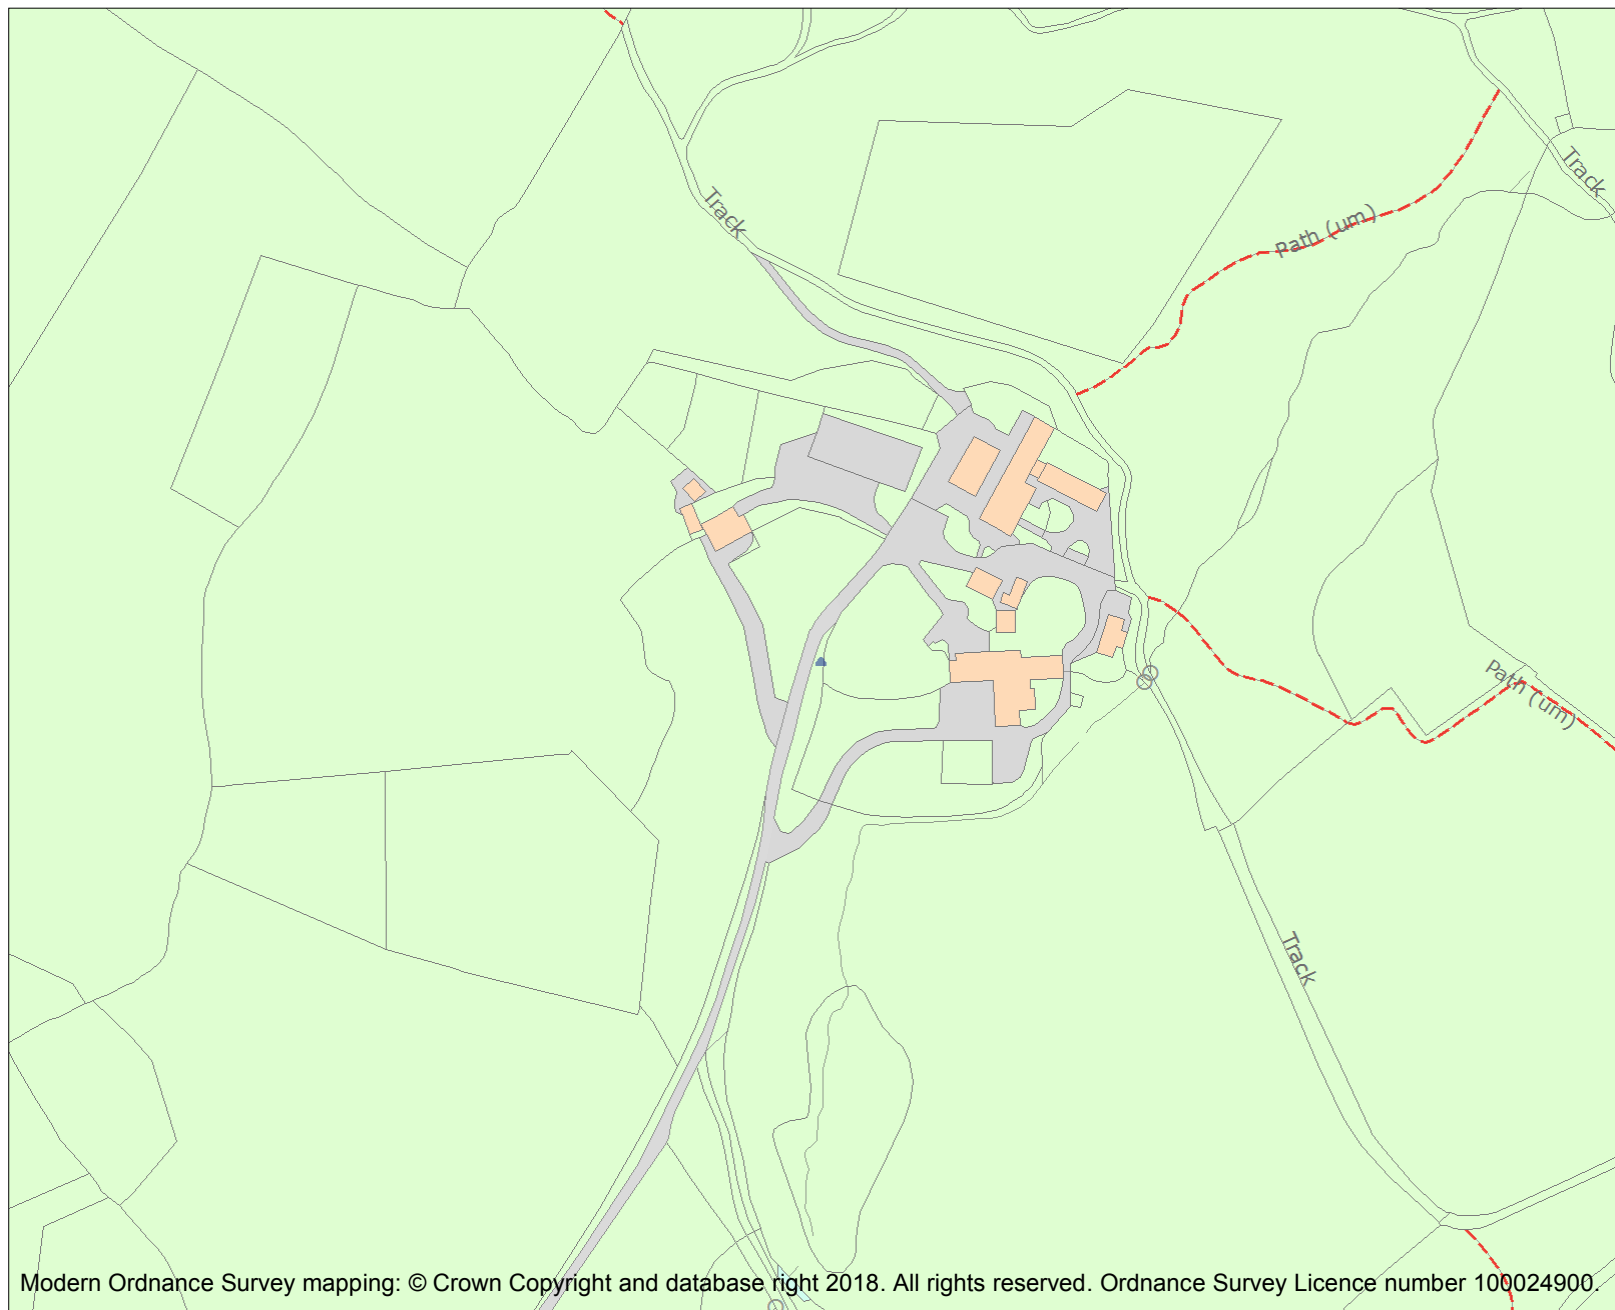 Track
Track
Path (um)
Path (um)
Track
Modern Ordnance Survey mapping: © Crown Copyright and database right 2018. All rights reserved. Ordnance Survey Licence number 100024900.